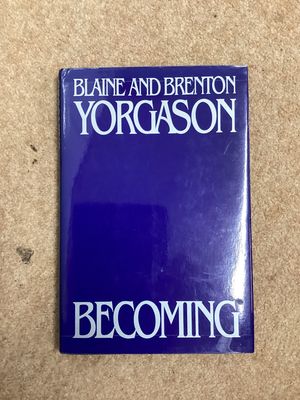 BLAINE AND BRENTON
YORGASON
BECOMING